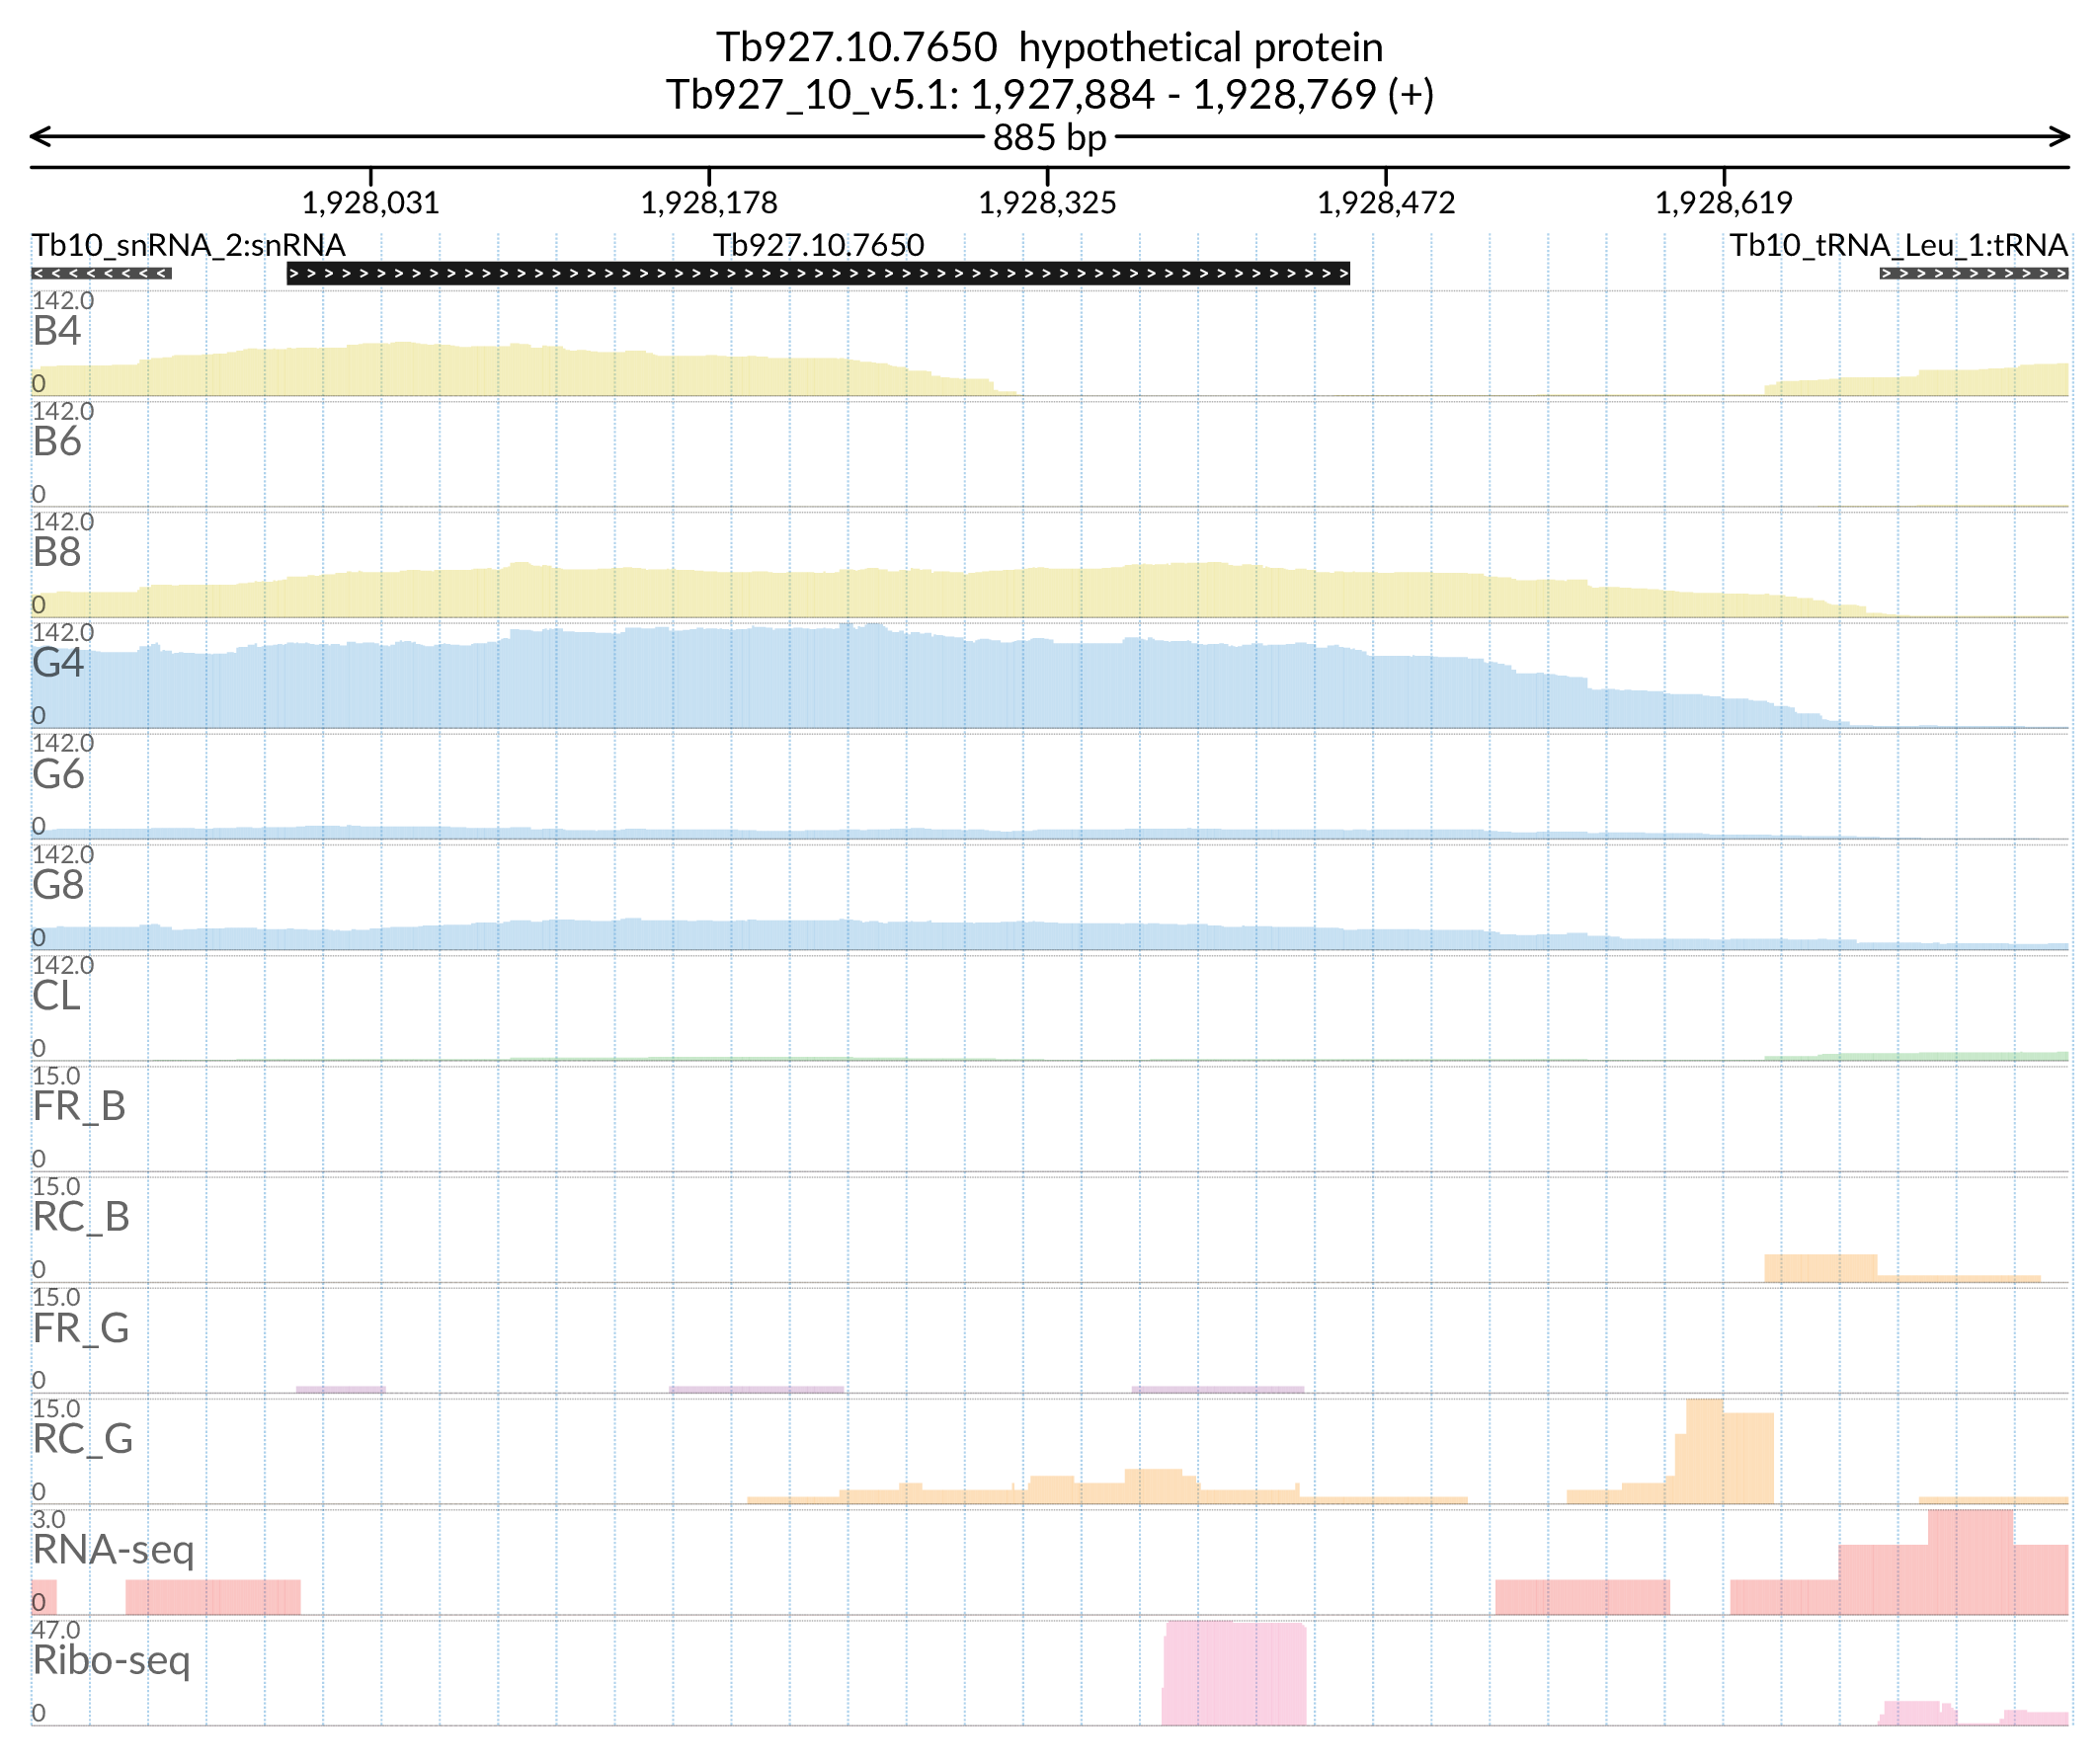 Tb927.10.7650 hypothetical protein
Tb927_10_v5.1: 1,927,884 - 1,928,769 (+)
885 bp
1,928,031 1,928,178 1,928,325 1,928,472 1,928,619
Tb10_snRNA_2:snRNA Tb927.10.7650 Tb10_tRNA_Leu_1:tRNA
142.0
B4
0
142.0
B6
0
142.0
B8
0
142.0
G4
0
142.0
G6
0
142.0
G8
0
142.0
CL
0
15.0
FR_B
0
15.0
RC_B
0
15.0
FR_G
0
15.0
RC_G
0
3.0
RNA-seq
0
47.0
Ribo-seq
0